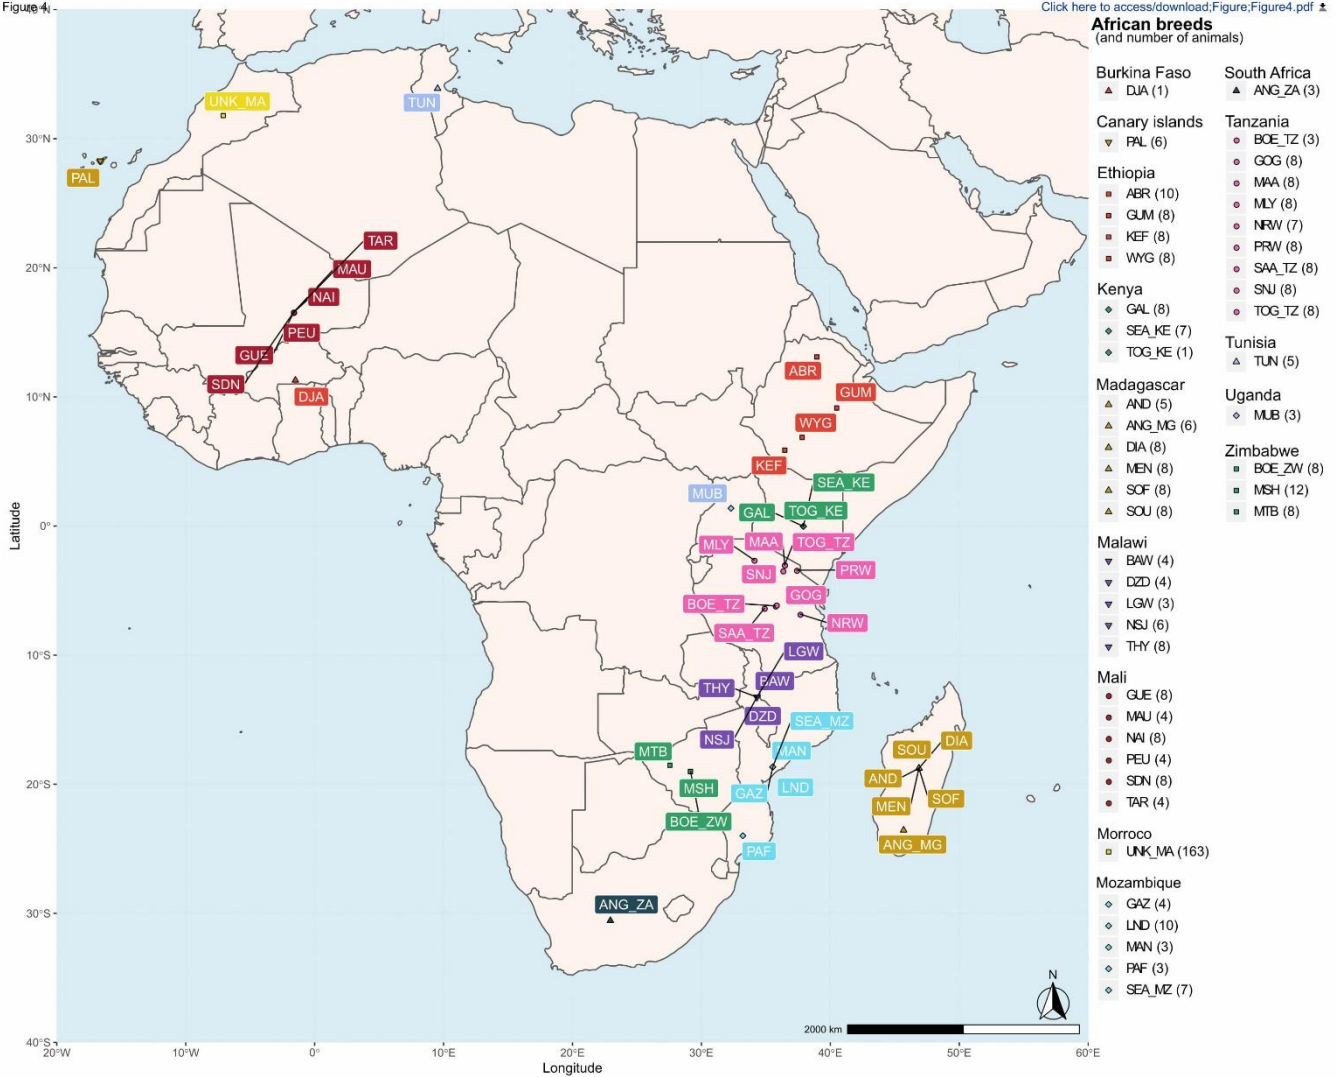 Figure 4
Click here to access/download;Figure;Figure4.pdf
African breeds
(and number of animals)
Burkina Faso
DJA (1)
Canary islands
PAL (6)
Ethiopia
ABR (10)
GUM (8)
KEF (8)
WYG (8)
Kenya
GAL (8)
SEA_KE (7)
TOG_KE (1)
Madagascar
AND (5)
ANG_MG (6)
DIA (8)
MEN (8)
SOF (8)
SOU (8)
Malawi
BAW (4)
DZD (4)
LGW (3)
NSJ (6)
THY (8)
Mali
GUE (8)
MAU (4)
NAI (8)
PEU (4)
SDN (8)
TAR (4)
Morroco
UNK_MA (163)
Mozambique
GAZ (4)
LND (10)
MAN (3)
PAF (3)
SEA_MZ (7)
South Africa
ANG_ZA (3)
Tanzania
BOE_TZ (3)
GOG (8)
MAA (8)
MLY (8)
NRW (7)
PRW (8)
SAA_TZ (8)
SNJ (8)
TOG_TZ (8)
Tunisia
TUN (5)
Uganda
MUB (3)
Zimbabwe
BOE_ZW (8)
MSH (12)
MTB (8)
UNK_MA
TUN
PAL
TAR
MAU
NAI
PEU
GUE
SDN
DJA
ABR
GUM
WYG
KEF
SEA_KE
MUB
GAL
TOG_KE
MLY
MAA
TOG_TZ
SNJ
PRW
BOE_TZ
GOG
SAA_TZ
NRW
LGW
THY
BAW
DZD
NSJ
SEA_MZ
MTB
MAN
MSH
GAZ
LND
BOE_ZW
PAF
SOU
DIA
AND
MEN
SOF
ANG_MG
ANG_ZA
N
2000 km
30°N
20°N
10°N
0°
10°S
20°S
30°S
40°S
Latitude
20°W
10°W
0°
10°E
20°E
30°E
40°E
50°E
60°E
Longitude